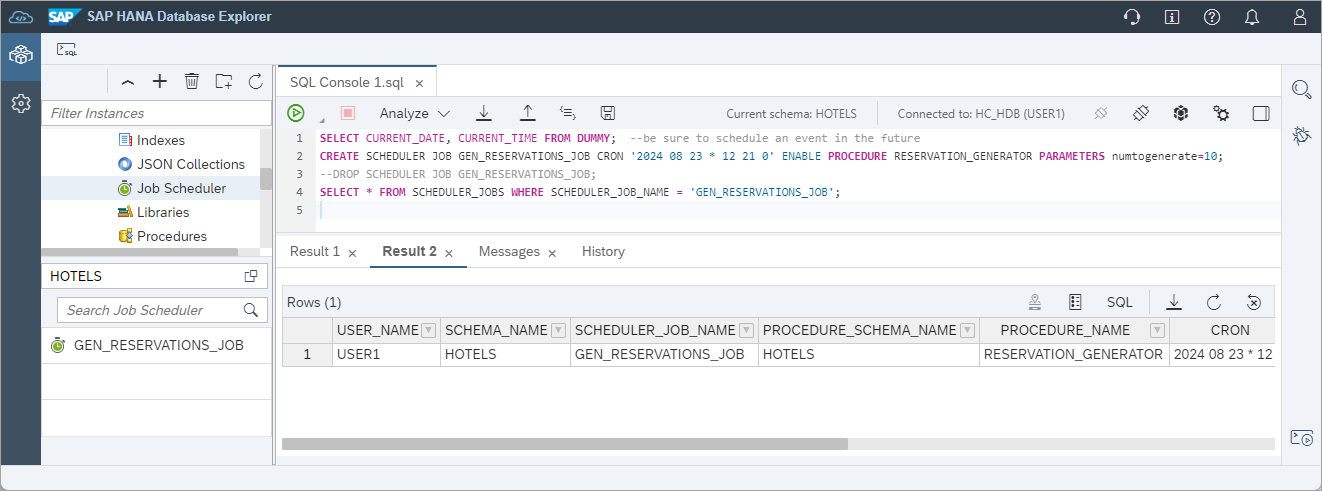 SAP SAP HANA Database Explorer
SQL
Filter Instances
Indexes
JSON Collections
Job Scheduler
Libraries
Procedures
HOTELS
Search Job Scheduler
GEN_RESERVATIONS_JOB
SQL Console 1.sql ×
Analyze
Current schema: HOTELS
Connected to: HC_HDB (USER1)
1 SELECT CURRENT_DATE, CURRENT_TIME FROM DUMMY; --be sure to schedule an event in the future
2 CREATE SCHEDULER JOB GEN_RESERVATIONS_JOB CRON '2024 08 23 * 12 21 0' ENABLE PROCEDURE RESERVATION_GENERATOR PARAMETERS numtogenerate=10;
3 --DROP SCHEDULER JOB GEN_RESERVATIONS_JOB;
4 SELECT * FROM SCHEDULER_JOBS WHERE SCHEDULER_JOB_NAME = 'GEN_RESERVATIONS_JOB';
5
Result 1 × Result 2 × Messages × History
Rows (1)
SQL
USER_NAME SCHEMA_NAME SCHEDULER_JOB_NAME PROCEDURE_SCHEMA_NAME PROCEDURE_NAME CRON
1 USER1 HOTELS GEN_RESERVATIONS_JOB HOTELS RESERVATION_GENERATOR 2024 08 23 * 12